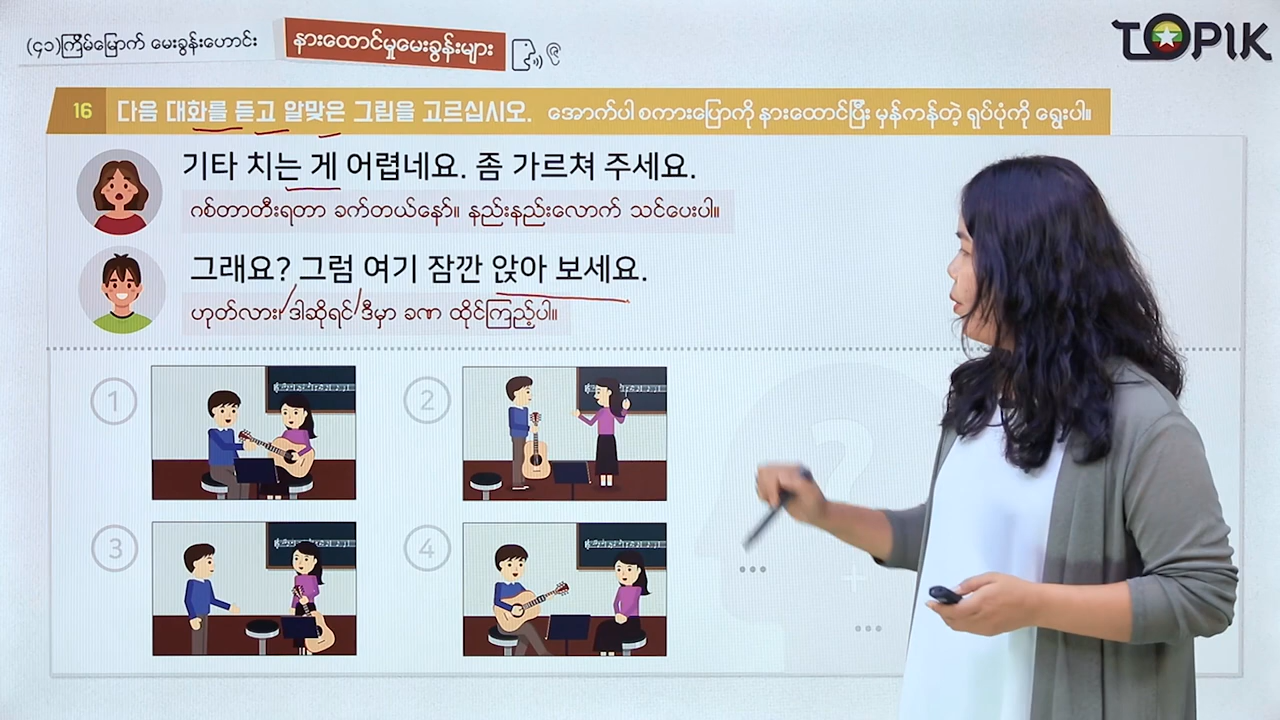 (၄၁)ကြိမ်မြောက် မေးခွန်းဟောင်း
နားထောင်မှုမေးခွန်းများ
TOPIK
16 다음 대화를 듣고 알맞은 그림을 고르십시오. အောက်ပါ စကားပြောကို နားထောင်ပြီး မှန်ကန်တဲ့ ရုပ်ပုံကို ရွေးပါ။
기타 치는 게 어렵네요. 좀 가르쳐 주세요.
ဂစ်တာတီးရတာ ခက်တယ်နော်။ နည်းနည်းလောက် သင်ပေးပါ။
그래요? 그럼 여기 잠깐 앉아 보세요.
ဟုတ်လား၊ ဒါဆိုရင် ဒီမှာ ခဏ ထိုင်ကြည့်ပါ။
1
2
3
4